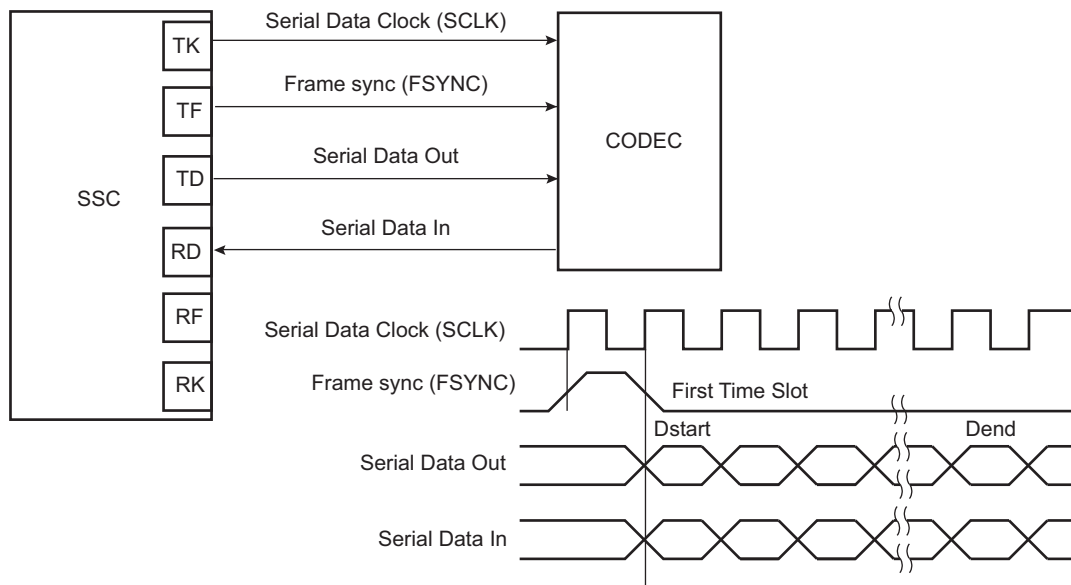 SSC
TK
TF
TD
RD
RF
RK
Serial Data Clock (SCLK)
Frame sync (FSYNC)
Serial Data Out
Serial Data In
CODEC
Serial Data Clock (SCLK)
Frame sync (FSYNC)
First Time Slot
Dstart
Dend
Serial Data Out
Serial Data In